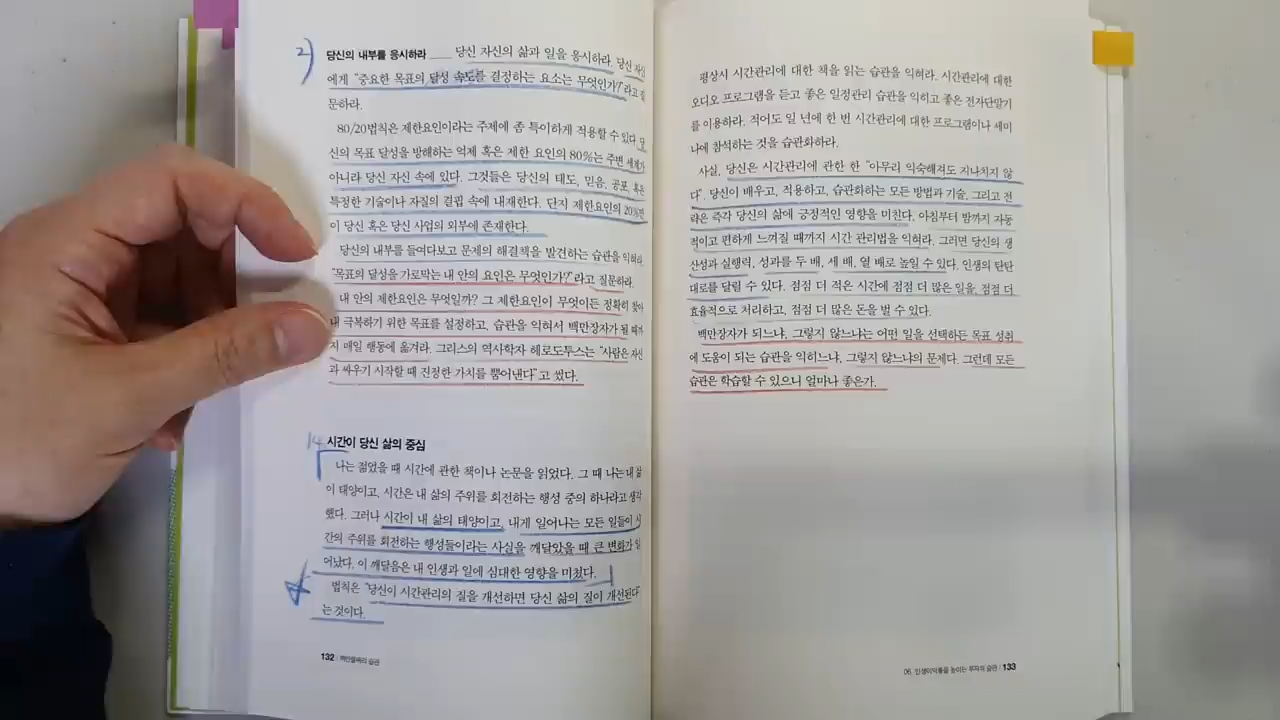 2)
당신의 내부를 응시하라 ___ 당신 자신의 삶과 일을 응시하라. 당신 자신
에게 "중요한 목표의 달성 속도를 결정하는 요소는 무엇인가?"라고 질
문하라.
80/20법칙은 제한요인이라는 주제에 좀 특이하게 적용할 수 있다. 당
신의 목표 달성을 방해하는 억제 혹은 제한 요인의 80%는 주변 세계가
아니라 당신 자신 속에 있다. 그것들은 당신의 태도, 믿음, 공포, 혹은
특정한 기술이나 자질의 결핍 속에 내재한다. 단지 제한요인의 20%만
이 당신 혹은 당신 사업의 외부에 존재한다.
당신의 내부를 들여다보고 문제의 해결책을 발견하는 습관을 익혀라.
"목표의 달성을 가로막는 내 안의 요인은 무엇인가?"라고 질문하라.
내 안의 제한요인은 무엇일까? 그 제한요인이 무엇이든 정확히 찾아
내 극복하기 위한 목표를 설정하고, 습관을 익혀서 백만장자가 될 때까
지 매일 행동에 옮겨라. 그리스의 역사학자 헤로도투스는 "사람은 자신
과 싸우기 시작할 때 진정한 가치를 뿜어낸다"고 썼다.
14
시간이 당신 삶의 중심
나는 젊었을 때 시간에 관한 책이나 논문을 읽었다. 그 때 나는 내 삶
이 태양이고, 시간은 내 삶의 주위를 회전하는 행성 중의 하나라고 생각
했다. 그러나 시간이 내 삶의 태양이고, 내게 일어나는 모든 일들이 시
간의 주위를 회전하는 행성들이라는 사실을 깨달았을 때 큰 변화가 일
어났다. 이 깨달음은 내 인생과 일에 심대한 영향을 미쳤다.
법칙은 "당신이 시간관리의 질을 개선하면 당신 삶의 질이 개선된다"
는 것이다.
132 | 백만불짜리 습관
평상시 시간관리에 대한 책을 읽는 습관을 익혀라. 시간관리에 대한
오디오 프로그램을 듣고 좋은 일정관리 습관을 익히고 좋은 전자단말기
를 이용하라. 적어도 일 년에 한 번 시간관리에 대한 프로그램이나 세미
나에 참석하는 것을 습관화하라.
사실, 당신은 시간관리에 관한 한 "아무리 익숙해져도 지나치지 않
다". 당신이 배우고, 적용하고, 습관화하는 모든 방법과 기술, 그리고 전
략은 즉각 당신의 삶에 긍정적인 영향을 미친다. 아침부터 밤까지 자동
적이고 편하게 느껴질 때까지 시간 관리법을 익혀라. 그러면 당신의 생
산성과 실행력, 성과를 두 배, 세 배, 열 배로 높일 수 있다. 인생의 탄탄
대로를 달릴 수 있다. 점점 더 적은 시간에 점점 더 많은 일을, 점점 더
효율적으로 처리하고, 점점 더 많은 돈을 벌 수 있다.
백만장자가 되느냐, 그렇지 않느냐는 어떤 일을 선택하든 목표 성취
에 도움이 되는 습관을 익히느냐, 그렇지 않느냐의 문제다. 그런데 모든
습관은 학습할 수 있으니 얼마나 좋은가.
06. 인생이익률을 높이는 부자의 습관 | 133